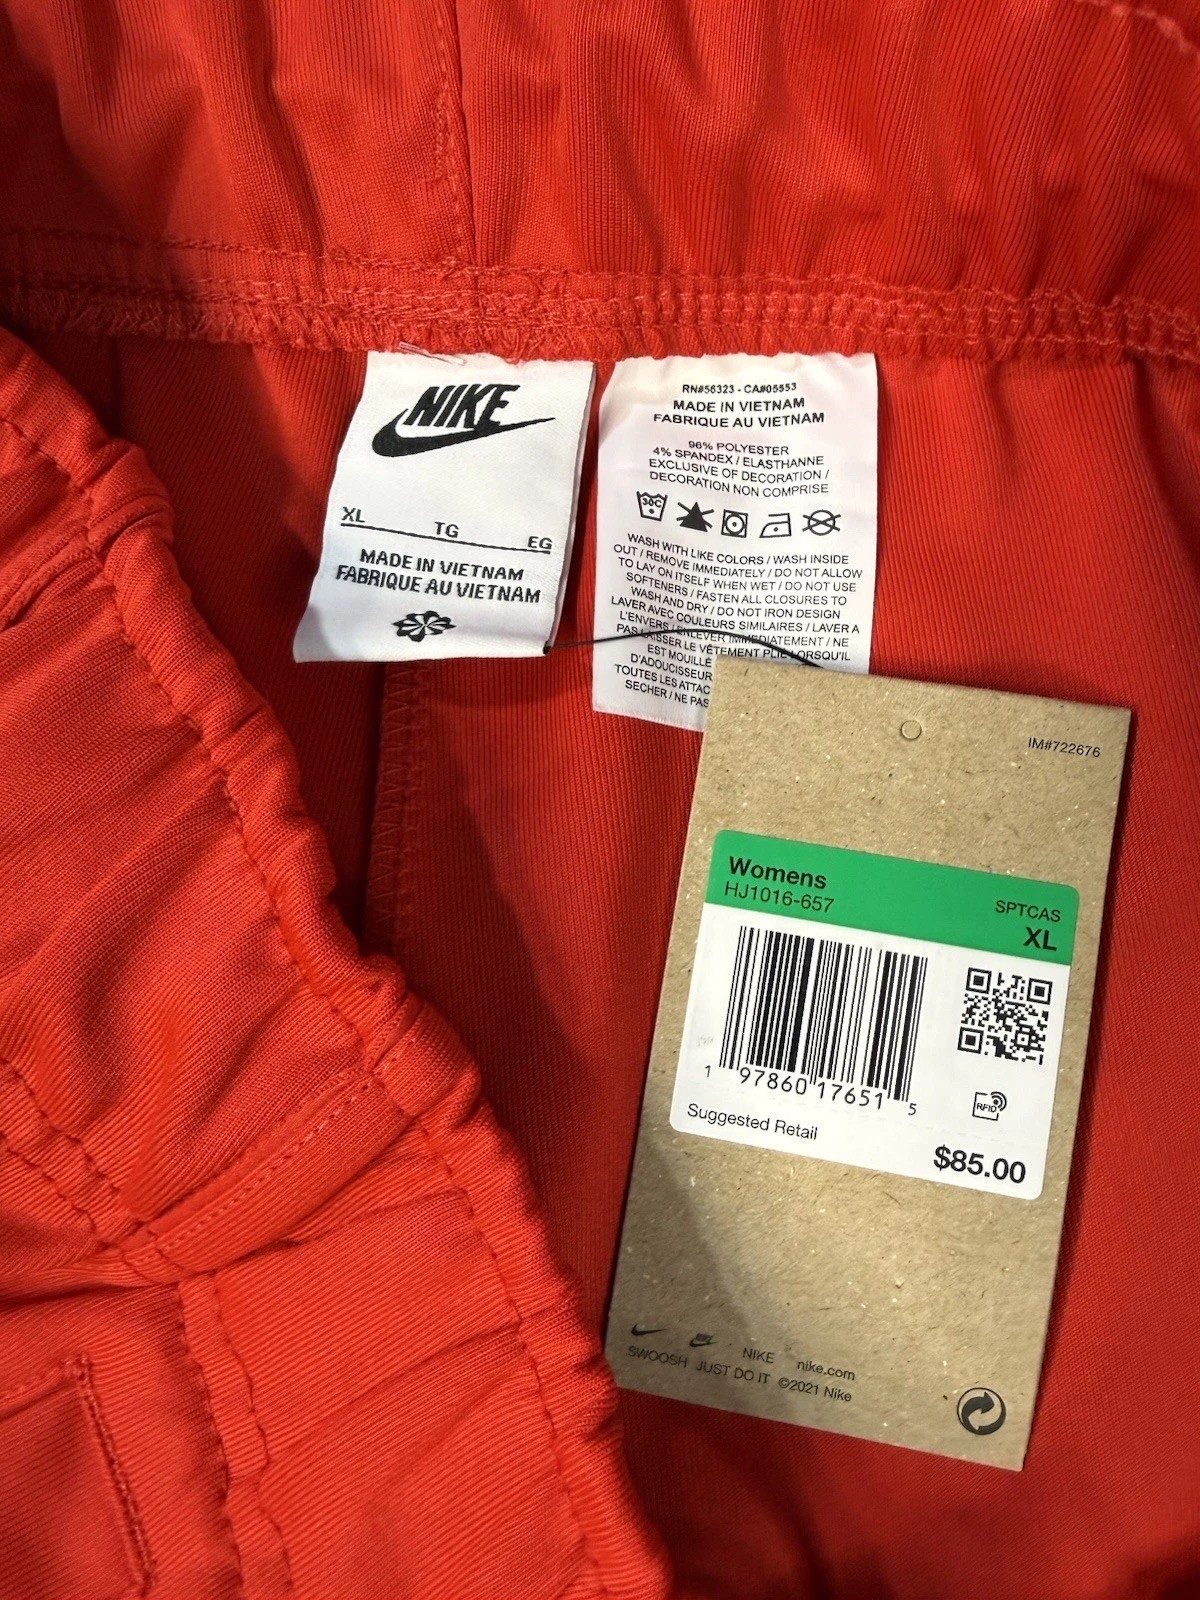 NIKE
XL
TG
EG
MADE IN VIETNAM
FABRIQUE AU VIETNAM
RN#56323 - CA#05553
MADE IN VIETNAM
FABRIQUE AU VIETNAM
96% POLYESTER
4% SPANDEX / ELASTHANNE
EXCLUSIVE OF DECORATION /
DECORATION NON COMPRISE
30C
WASH WITH LIKE COLORS / WASH INSIDE
OUT / REMOVE IMMEDIATELY / DO NOT ALLOW
TO LAY ON ITSELF WHEN WET / DO NOT USE
SOFTENERS / FASTEN ALL CLOSURES TO
WASH AND DRY / DO NOT IRON DESIGN
LAVER AVEC COULEURS SIMILAIRES / LAVER A
L'ENVERS / ENLEVER IMMEDIATEMENT / NE
PAS LAISSER LE VÊTEMENT PLIE LORSQU'IL
EST MOUILLÉ
D'ADOUCISSEUR
TOUTES LES ATTAC
SECHER / NE PAS
IM#722676
Womens
HJ1016-657
SPTCAS
XL
1 97860 17651 5
RFID
Suggested Retail
$85.00
NIKE nike.com
SWOOSH JUST DO IT ©2021 Nike